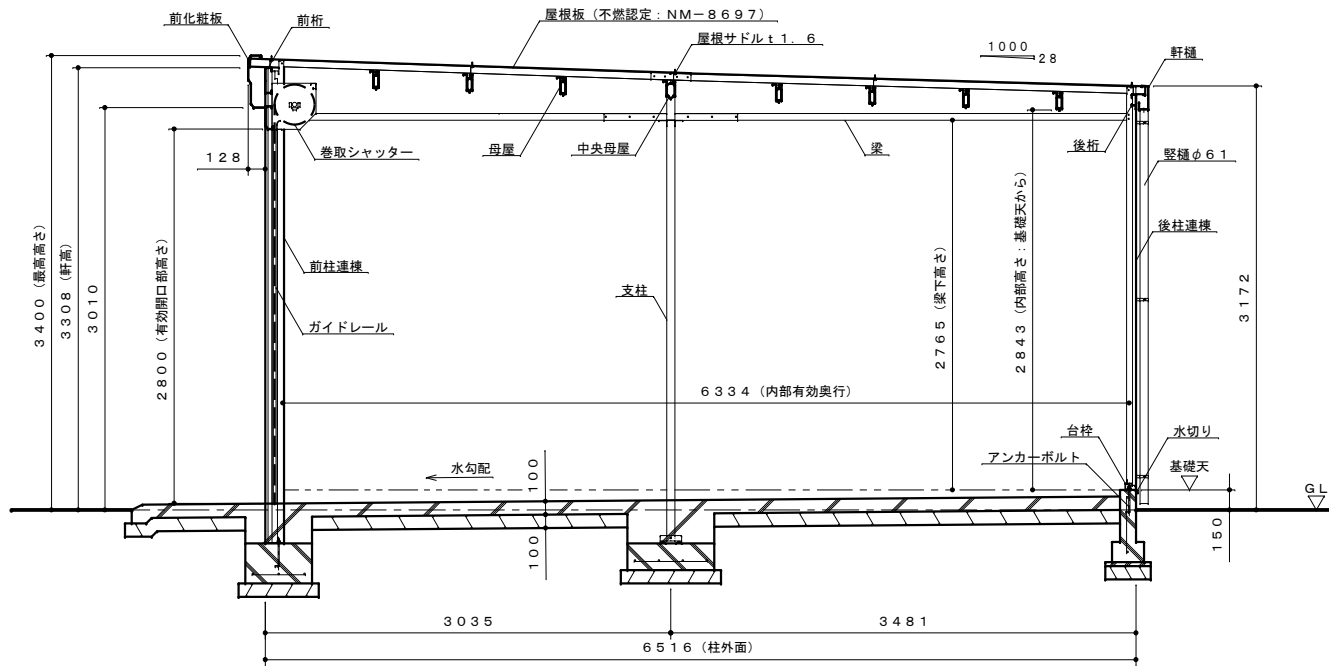 前化粧板
前桁
屋根板（不燃認定：ＮＭ－８６９７）
屋根サドルｔ１．６
１０００
２８
軒樋
３４００（最高高さ）
３３０８（軒高）
３０１０
２８００（有効開口部高さ）
１２８
巻取シャッター
母屋
中央母屋
梁
後桁
竪樋φ６１
前柱連棟
ガイドレール
支柱
２７６５（梁下高さ）
２８４３（内部高さ：基礎天から）
後柱連棟
３１７２
６３３４（内部有効奥行）
台枠
水切り
アンカーボルト
基礎天
水勾配
１００
１００
ＧＬ
１５０
３０３５
３４８１
６５１６（柱外面）